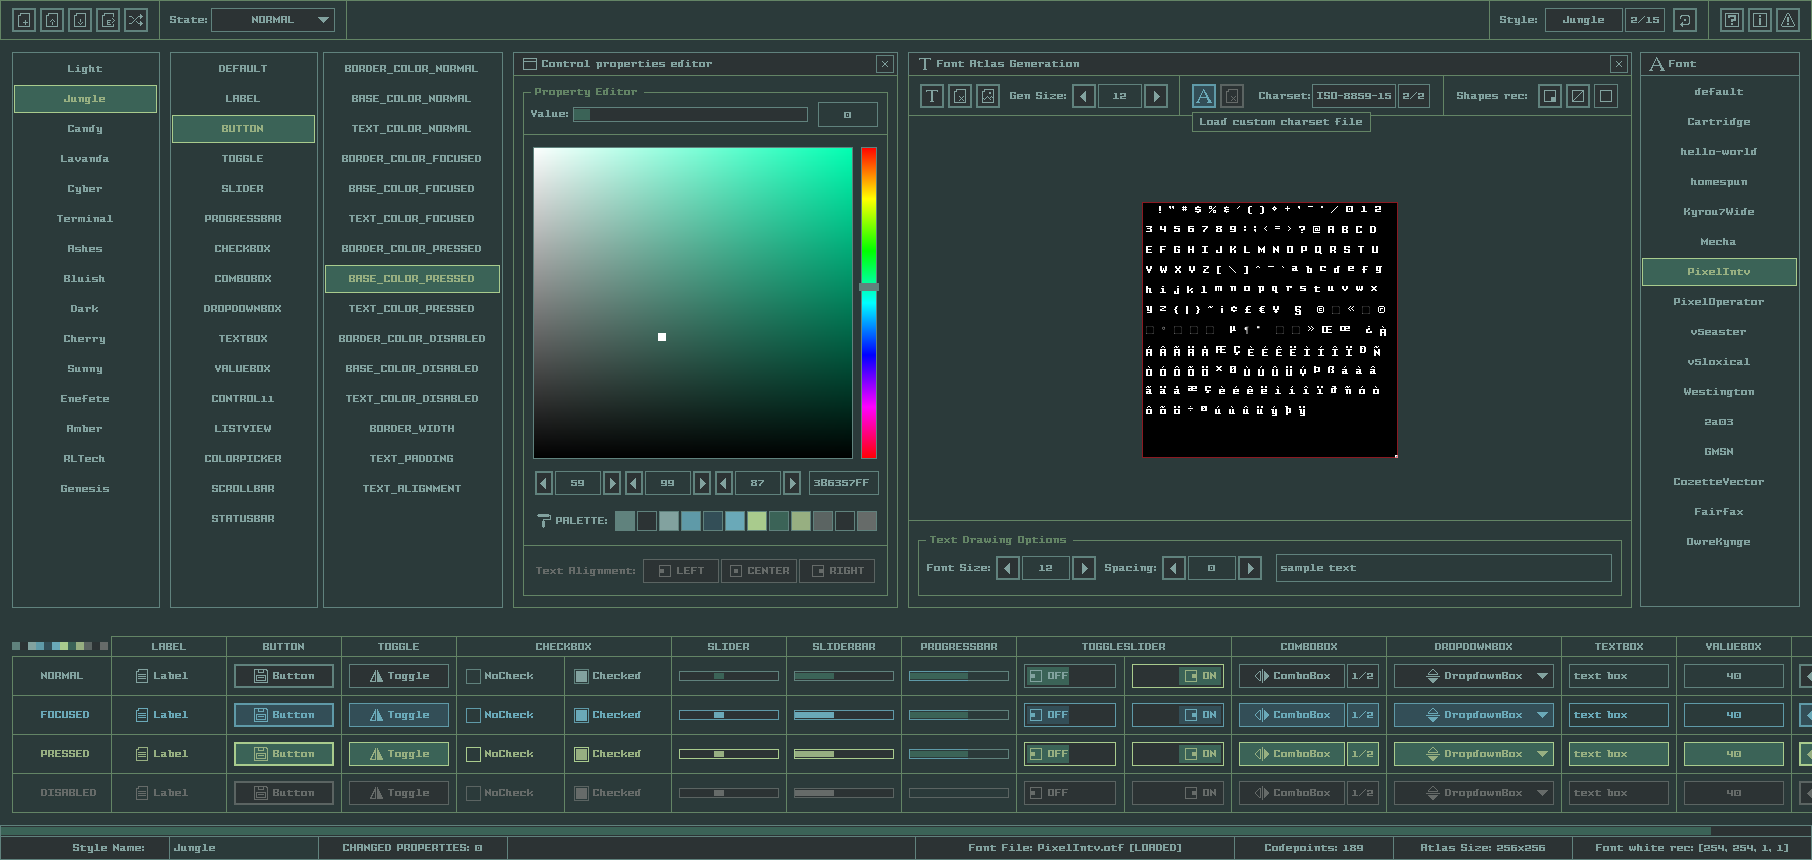 State: NORMAL
Style: Jungle 2/15
Light
Jungle
Candy
Lavanda
Cyber
Terminal
Ashes
Bluish
Dark
Cherry
Sunny
Enefete
Amber
RLTech
Genesis
DEFAULT
LABEL
BUTTON
TOGGLE
SLIDER
PROGRESSBAR
CHECKBOX
COMBOBOX
DROPDOWNBOX
TEXTBOX
VALUEBOX
CONTROL11
LISTVIEW
COLORPICKER
SCROLLBAR
STATUSBAR
BORDER_COLOR_NORMAL
BASE_COLOR_NORMAL
TEXT_COLOR_NORMAL
BORDER_COLOR_FOCUSED
BASE_COLOR_FOCUSED
TEXT_COLOR_FOCUSED
BORDER_COLOR_PRESSED
BASE_COLOR_PRESSED
TEXT_COLOR_PRESSED
BORDER_COLOR_DISABLED
BASE_COLOR_DISABLED
TEXT_COLOR_DISABLED
BORDER_WIDTH
TEXT_PADDING
TEXT_ALIGNMENT
Control properties editor
Property Editor
Value: 0
59 99 87 3B6357FF
PALETTE:
Text Alignment: LEFT CENTER RIGHT
Font Atlas Generation
Gen Size: 12 Charset: ISO-8859-15 2/2 Shapes rec:
Load custom charset file
Text Drawing Options
Font Size: 12 Spacing: 0 sample text
Font
default
Cartridge
hello-world
homespun
Kyrou7Wide
Mecha
PixelIntv
PixelOperator
v5easter
v5loxical
Westington
2a03
GMSN
CozetteVector
Fairfax
OwreKynge
LABEL BUTTON TOGGLE CHECKBOX SLIDER SLIDERBAR PROGRESSBAR TOGGLESLIDER COMBOBOX DROPDOWNBOX TEXTBOX VALUEBOX
NORMAL Label Button Toggle NoCheck Checked OFF ON ComboBox 1/2 DropdownBox text box 40
FOCUSED Label Button Toggle NoCheck Checked OFF ON ComboBox 1/2 DropdownBox text box 40
PRESSED Label Button Toggle NoCheck Checked OFF ON ComboBox 1/2 DropdownBox text box 40
DISABLED Label Button Toggle NoCheck Checked OFF ON ComboBox 1/2 DropdownBox text box 40
Style Name: Jungle CHANGED PROPERTIES: 0 Font File: PixelIntv.otf [LOADED] Codepoints: 189 Atlas Size: 256x256 Font white rec: [254, 254, 1, 1]